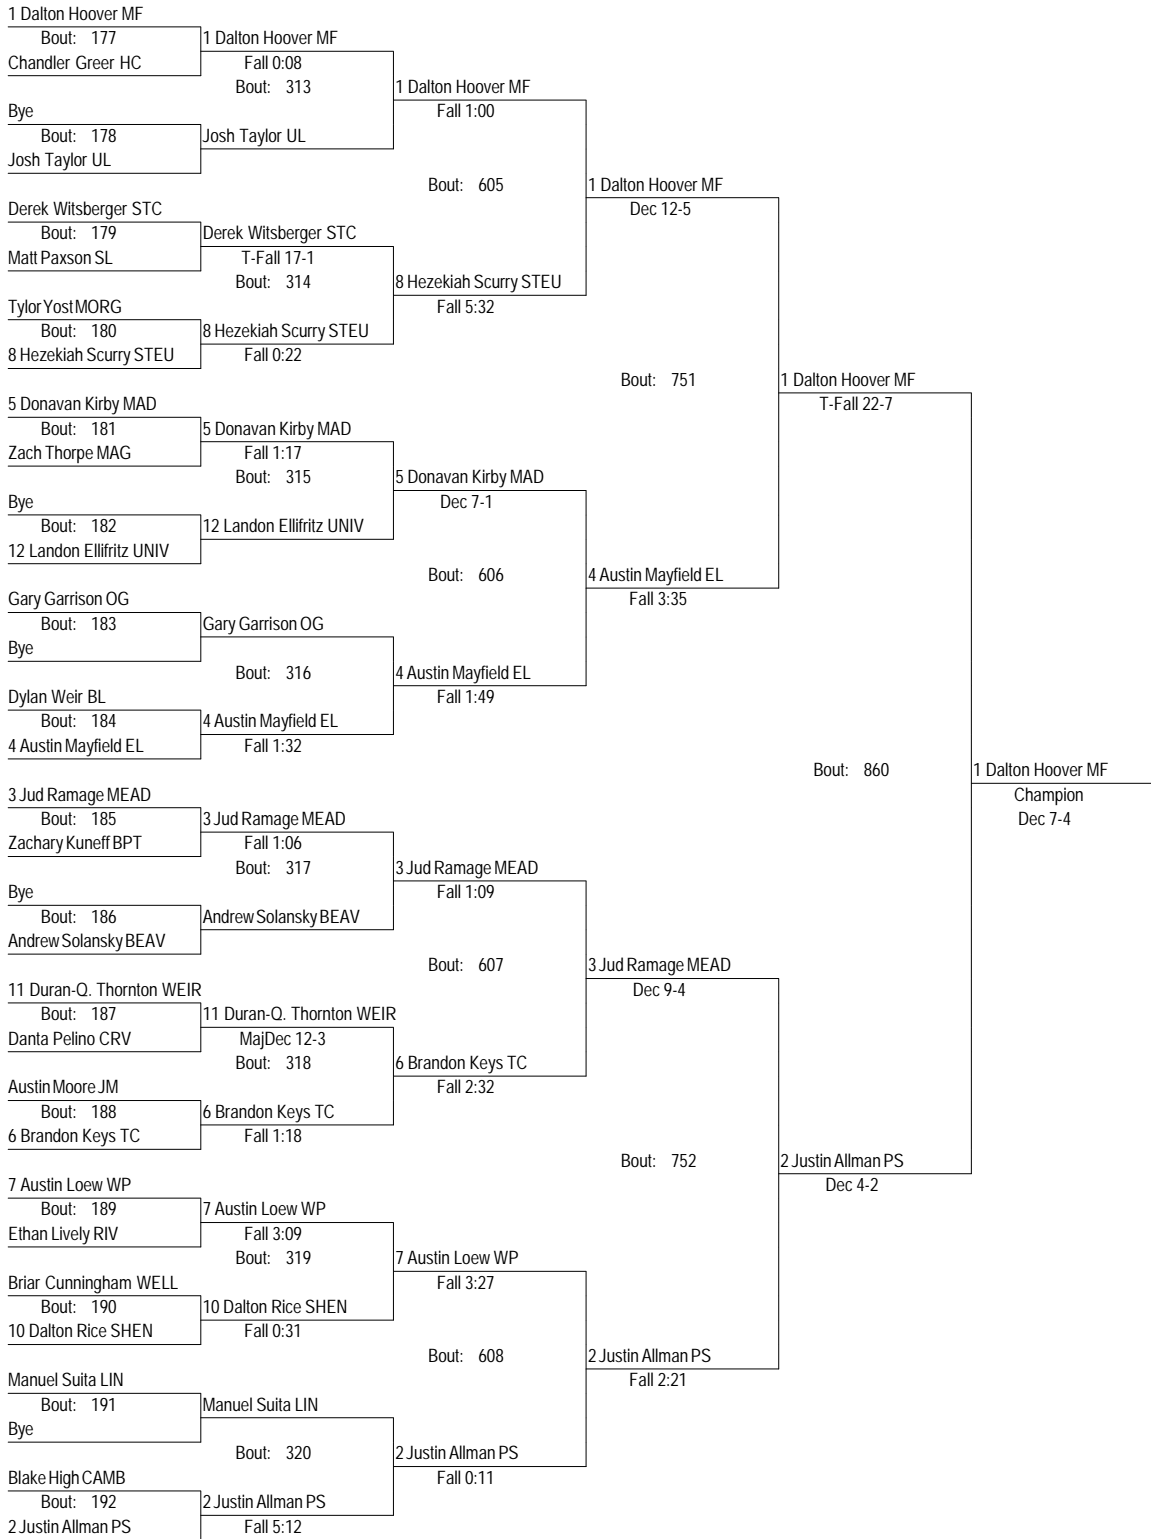 1 Dalton Hoover MF
Bout: 177
1 Dalton Hoover MF
Chandler Greer HC
Fall 0:08
Bout: 313
1 Dalton Hoover MF
Bye
Fall 1:00
Bout: 178
Josh Taylor UL
Josh Taylor UL
Bout: 605
1 Dalton Hoover MF
Derek Witsberger STC
Dec 12-5
Bout: 179
Derek Witsberger STC
Matt Paxson SL
T-Fall 17-1
Bout: 314
8 Hezekiah Scurry STEU
Tylor Yost MORG
Fall 5:32
Bout: 180
8 Hezekiah Scurry STEU
8 Hezekiah Scurry STEU
Fall 0:22
Bout: 751
1 Dalton Hoover MF
5 Donavan Kirby MAD
T-Fall 22-7
Bout: 181
5 Donavan Kirby MAD
Zach Thorpe MAG
Fall 1:17
Bout: 315
5 Donavan Kirby MAD
Bye
Dec 7-1
Bout: 182
12 Landon Ellifritz UNIV
12 Landon Ellifritz UNIV
Bout: 606
4 Austin Mayfield EL
Gary Garrison OG
Fall 3:35
Bout: 183
Gary Garrison OG
Bye
Bout: 316
4 Austin Mayfield EL
Dylan Weir BL
Fall 1:49
Bout: 184
4 Austin Mayfield EL
4 Austin Mayfield EL
Fall 1:32
Bout: 860
1 Dalton Hoover MF
3 Jud Ramage MEAD
Champion
Bout: 185
3 Jud Ramage MEAD
Dec 7-4
Zachary Kuneff BPT
Fall 1:06
Bout: 317
3 Jud Ramage MEAD
Bye
Fall 1:09
Bout: 186
Andrew Solansky BEAV
Andrew Solansky BEAV
Bout: 607
3 Jud Ramage MEAD
11 Duran-Q. Thornton WEIR
Dec 9-4
Bout: 187
11 Duran-Q. Thornton WEIR
Danta Pelino CRV
MajDec 12-3
Bout: 318
6 Brandon Keys TC
Austin Moore JM
Fall 2:32
Bout: 188
6 Brandon Keys TC
6 Brandon Keys TC
Fall 1:18
Bout: 752
2 Justin Allman PS
7 Austin Loew WP
Dec 4-2
Bout: 189
7 Austin Loew WP
Ethan Lively RIV
Fall 3:09
Bout: 319
7 Austin Loew WP
Briar Cunningham WELL
Fall 3:27
Bout: 190
10 Dalton Rice SHEN
10 Dalton Rice SHEN
Fall 0:31
Bout: 608
2 Justin Allman PS
Manuel Suita LIN
Fall 2:21
Bout: 191
Manuel Suita LIN
Bye
Bout: 320
2 Justin Allman PS
Blake High CAMB
Fall 0:11
Bout: 192
2 Justin Allman PS
2 Justin Allman PS
Fall 5:12